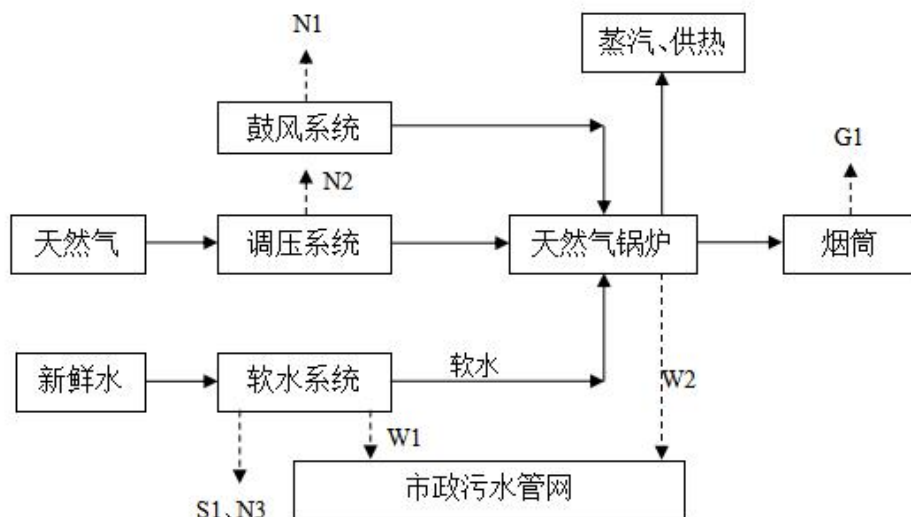 N1
蒸汽、供热
鼓风系统
G1
N2
天然气
调压系统
天然气锅炉
烟筒
新鲜水
软水系统
软水
W2
W1
市政污水管网
S1、N3